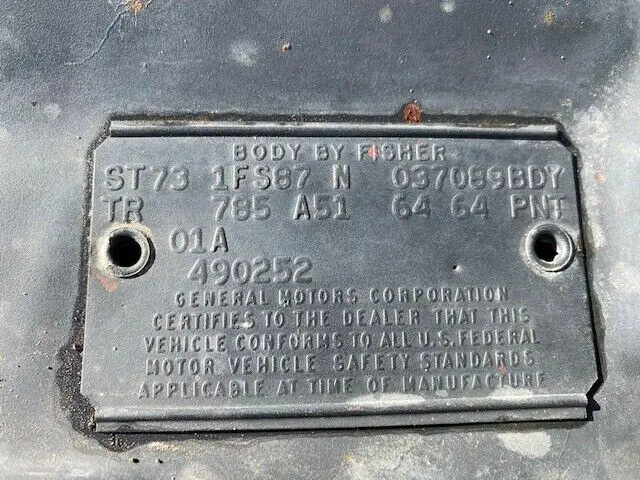 BODY BY FISHER
ST73 1FS87 N 037089BDY
TR 785 A51 64 64 PNT
01A
490252
GENERAL MOTORS CORPORATION
CERTIFIES TO THE DEALER THAT THIS
VEHICLE CONFORMS TO ALL U.S. FEDERAL
MOTOR VEHICLE SAFETY STANDARDS
APPLICABLE AT TIME OF MANUFACTURE